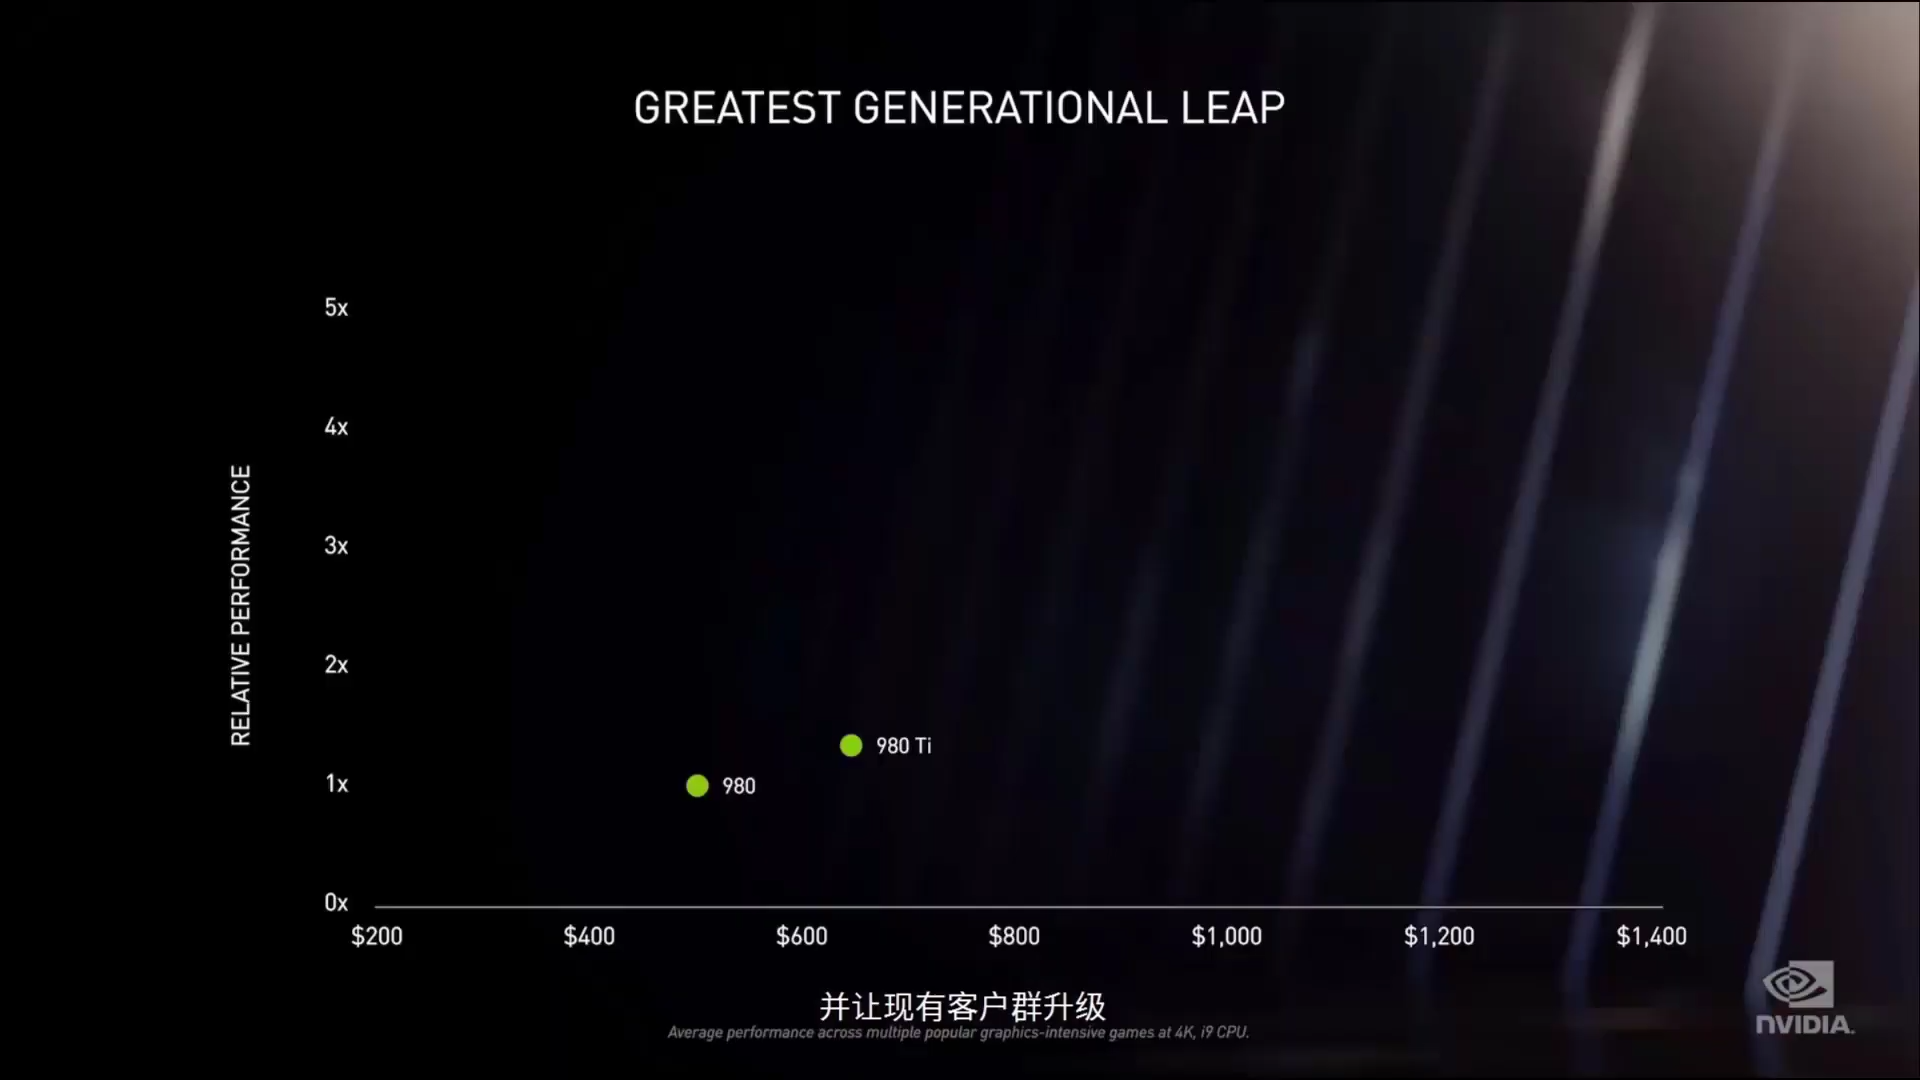 GREATEST GENERATIONAL LEAP
5x
4x
3x
2x
1x
0x
RELATIVE PERFORMANCE
980 Ti
980
$200 $400 $600 $800 $1,000 $1,200 $1,400
并让现有客户群升级
Average performance across multiple popular graphics-intensive games at 4K, i9 CPU.
NVIDIA.